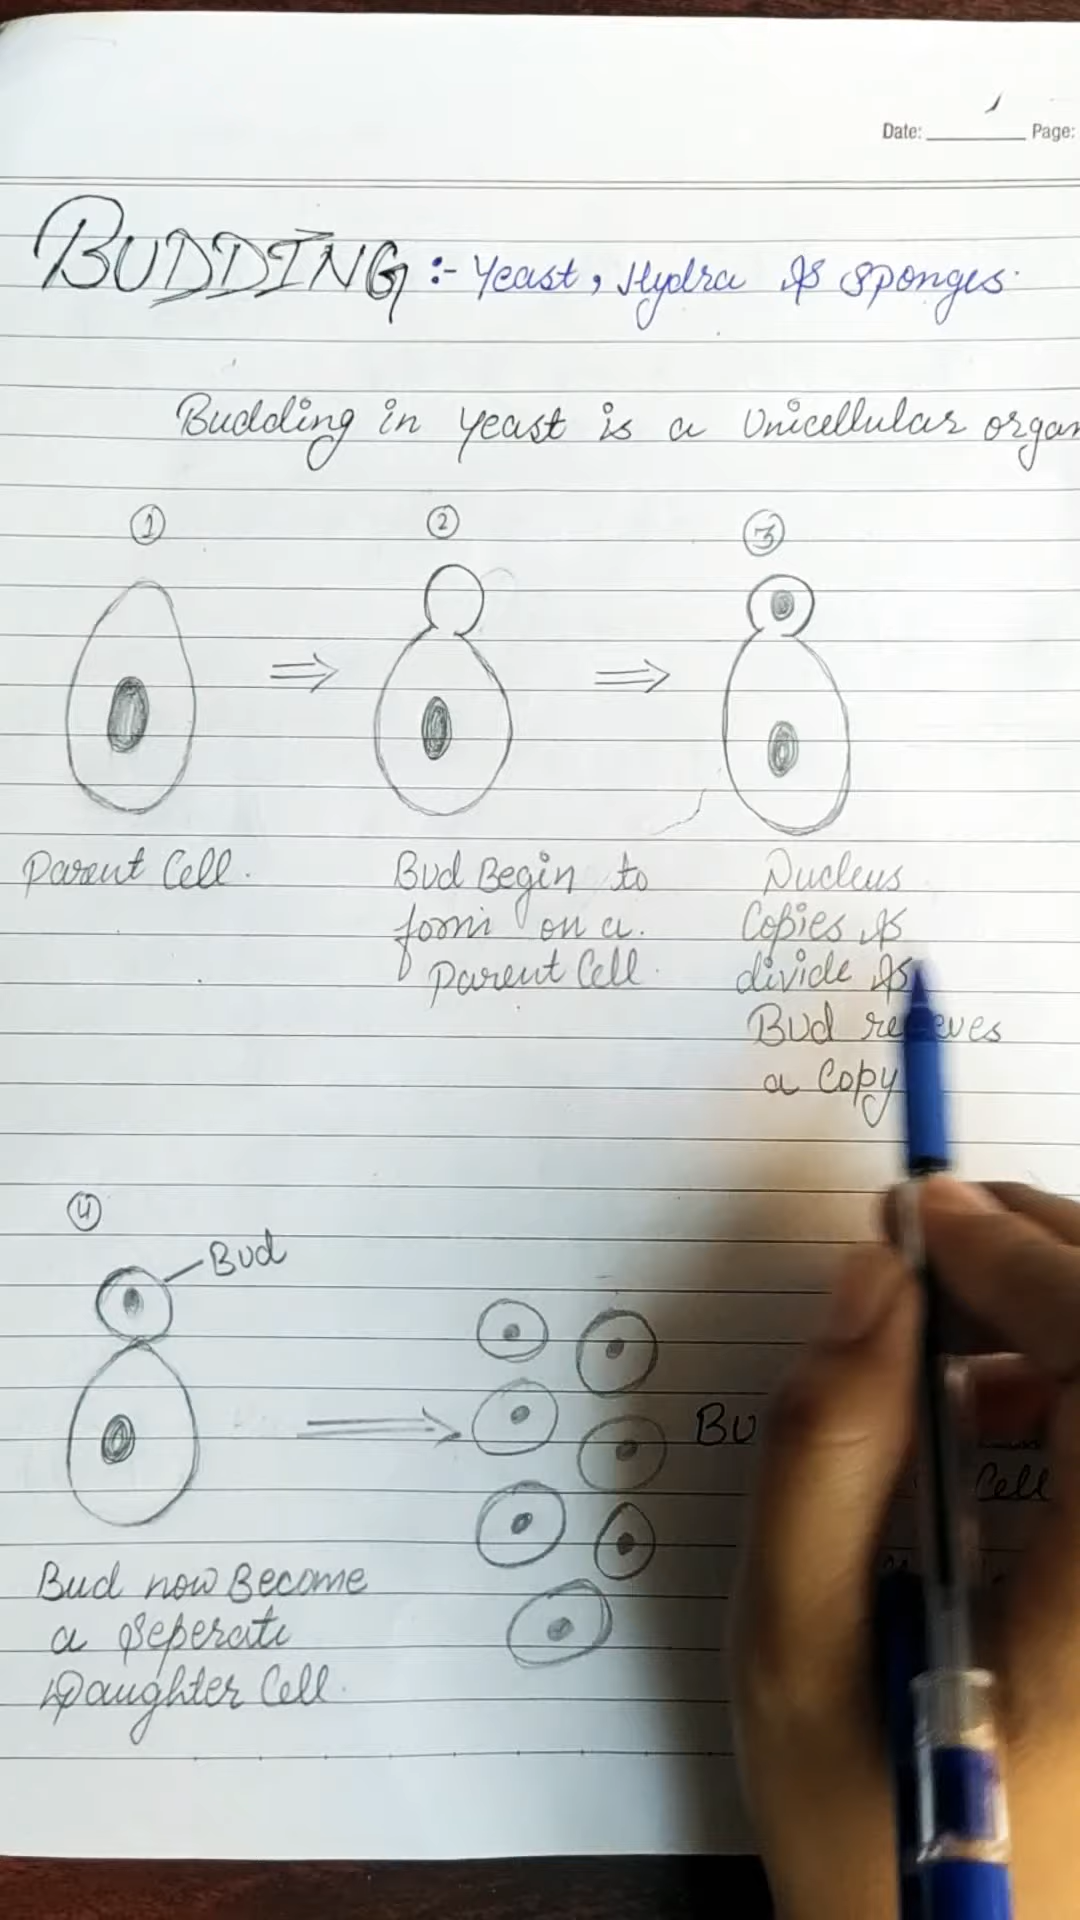 Date: Page:
BUDDING :- Yeast, Hydra & Sponges.
Budding in yeast is a Unicellular organ
1 2 3
Parent Cell.
Bud Begin to
form on a
Parent Cell.
Nucleus
Copies &
divide &
Bud
a Copy
4
Bud
Bu
Cell
Bud now Become
a Seperate
Daughter Cell.